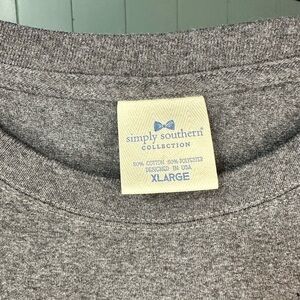 simply southern®
COLLECTION
50% COTTON 50% POLYESTER
DESIGNED IN USA
XLARGE